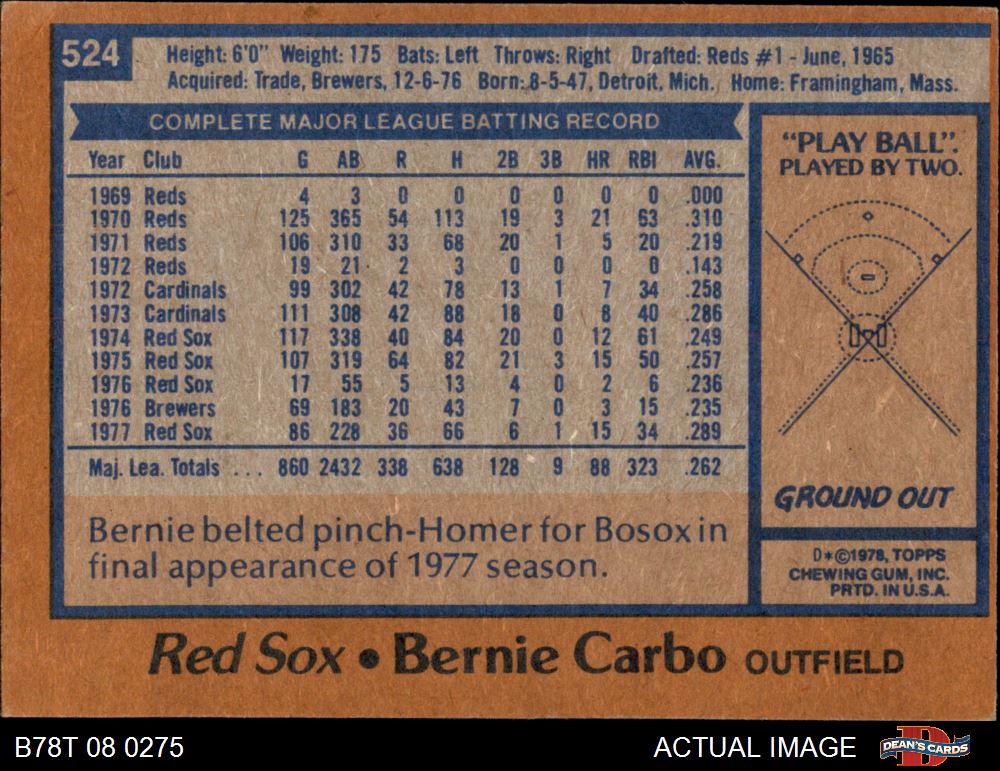 524
Height: 6'0" Weight: 175 Bats: Left Throws: Right Drafted: Reds #1 - June, 1965
Acquired: Trade, Brewers, 12-6-76 Born: 8-5-47, Detroit, Mich. Home: Framingham, Mass.
COMPLETE MAJOR LEAGUE BATTING RECORD
Year Club G AB R H 2B 3B HR RBI AVG.
1969 Reds 4 3 0 0 0 0 0 0 .000
1970 Reds 125 365 54 113 19 3 21 63 .310
1971 Reds 106 310 33 68 20 1 5 20 .219
1972 Reds 19 21 2 3 0 0 0 0 .143
1972 Cardinals 99 302 42 78 13 1 7 34 .258
1973 Cardinals 111 308 42 88 18 0 8 40 .286
1974 Red Sox 117 338 40 84 20 0 12 61 .249
1975 Red Sox 107 319 64 82 21 3 15 50 .257
1976 Red Sox 17 55 5 13 4 0 2 6 .236
1976 Brewers 69 183 20 43 7 0 3 15 .235
1977 Red Sox 86 228 36 66 6 1 15 34 .289
Maj. Lea. Totals . . . 860 2432 338 638 128 9 88 323 .262
Bernie belted pinch-Homer for Bosox in
final appearance of 1977 season.
"PLAY BALL".
PLAYED BY TWO.
GROUND OUT
D*©1978, TOPPS
CHEWING GUM, INC.
PRTD. IN U.S.A.
Red Sox • Bernie Carbo OUTFIELD
B78T 08 0275
ACTUAL IMAGE
DEAN'S CARDS